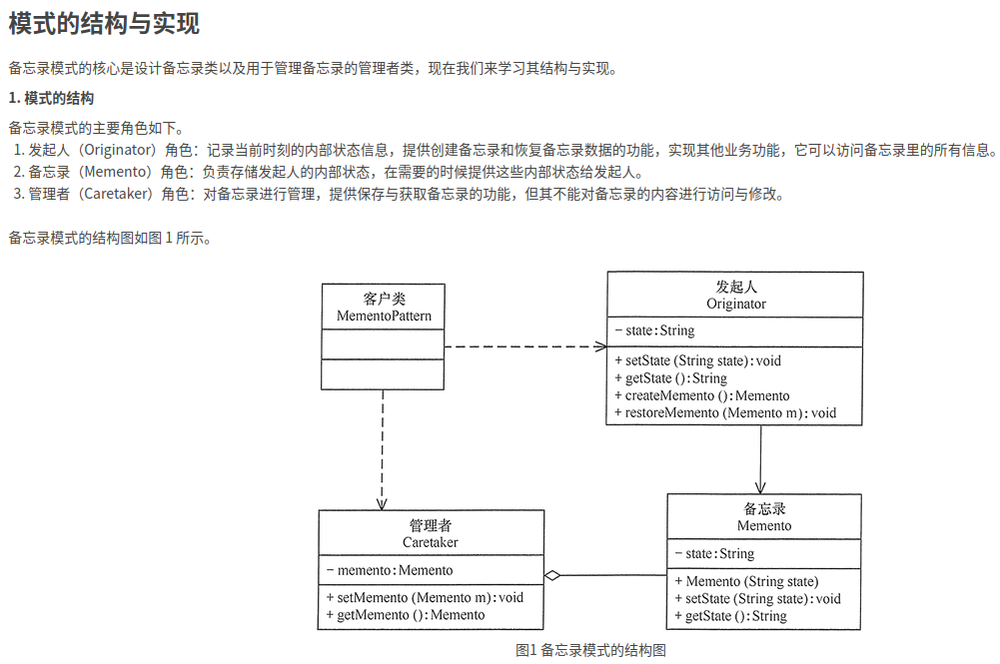 模式的结构与实现
备忘录模式的核心是设计备忘录类以及用于管理备忘录的管理者类，现在我们来学习其结构与实现。
1. 模式的结构
备忘录模式的主要角色如下。
1. 发起人（Originator）角色：记录当前时刻的内部状态信息，提供创建备忘录和恢复备忘录数据的功能，实现其他业务功能，它可以访问备忘录里的所有信息。
2. 备忘录（Memento）角色：负责存储发起人的内部状态，在需要的时候提供这些内部状态给发起人。
3. 管理者（Caretaker）角色：对备忘录进行管理，提供保存与获取备忘录的功能，但其不能对备忘录的内容进行访问与修改。
备忘录模式的结构图如图 1 所示。
客户类
MementoPattern
发起人
Originator
− state:String
+ setState (String state):void
+ getState ():String
+ createMemento ():Memento
+ restoreMemento (Memento m):void
管理者
Caretaker
− memento:Memento
+ setMemento (Memento m):void
+ getMemento ():Memento
备忘录
Memento
− state:String
+ Memento (String state)
+ setState (String state):void
+ getState ():String
图1 备忘录模式的结构图